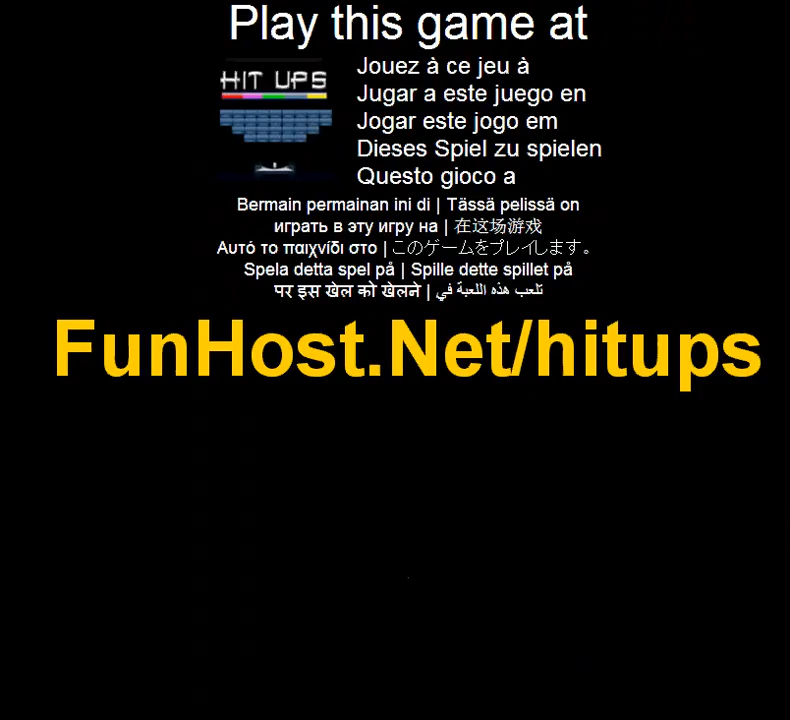 Play this game at
HIT UPS
Jouez à ce jeu à
Jugar a este juego en
Jogar este jogo em
Dieses Spiel zu spielen
Questo gioco a
Bermain permainan ini di | Tässä pelissä on
играть в эту игру на | 在这场游戏
Αυτό το παιχνίδι στο | このゲームをプレイします。
Spela detta spel på | Spille dette spillet på
पर इस खेल को खेलने | تلعب هذه اللعبة في
FunHost.Net/hitups